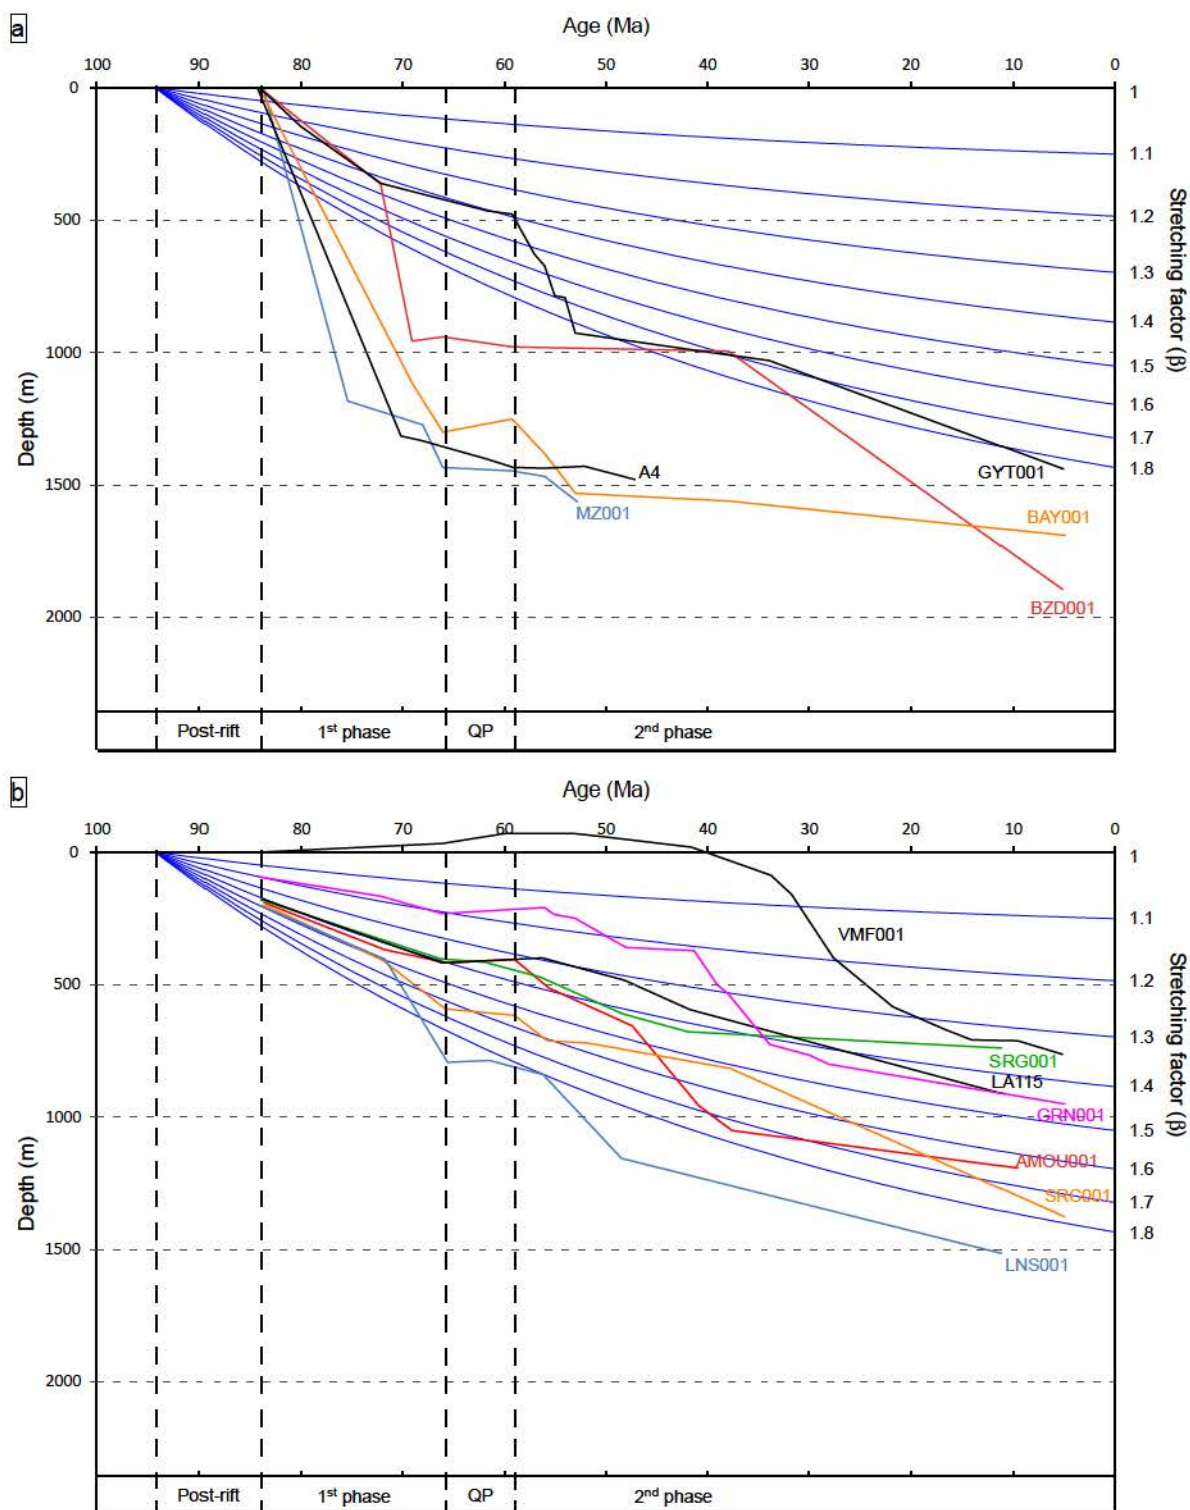 a
Age (Ma)
100 90 80 70 60 50 40 30 20 10 0
0
500
1000
1500
2000
Depth (m)
1
1.1
1.2
1.3
1.4
1.5
1.6
1.7
1.8
Stretching factor (β)
A4
MZ001
GYT001
BAY001
BZD001
Post-rift 1st phase QP 2nd phase
b
Age (Ma)
100 90 80 70 60 50 40 30 20 10 0
0
500
1000
1500
2000
Depth (m)
1
1.1
1.2
1.3
1.4
1.5
1.6
1.7
1.8
Stretching factor (β)
VMF001
SRG001
LA115
GRN001
AMOU001
SRC001
LNS001
Post-rift 1st phase QP 2nd phase